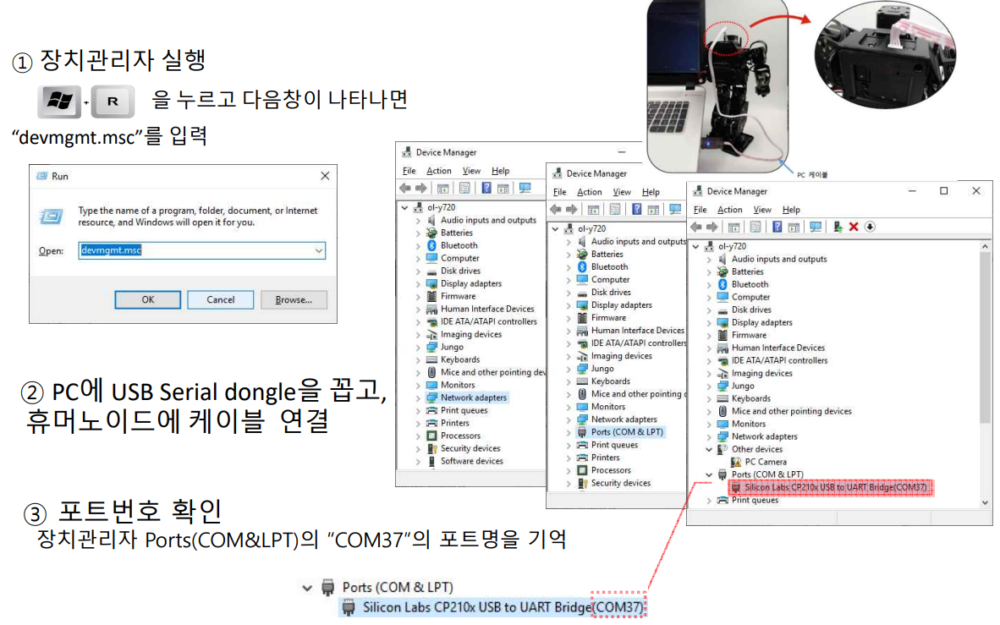 ① 장치관리자 실행
+ R 을 누르고 다음창이 나타나면
“devmgmt.msc”를 입력
Run
Type the name of a program, folder, document, or Internet
resource, and Windows will open it for you.
Open: devmgmt.msc
OK Cancel Browse...
② PC에 USB Serial dongle을 꼽고,
휴머노이드에 케이블 연결
③ 포트번호 확인
장치관리자 Ports(COM&LPT)의 "COM37"의 포트명을 기억
PC 케이블
Device Manager
File Action View Help
ol-y720
Audio inputs and outputs
Batteries
Bluetooth
Computer
Disk drives
Display adapters
Firmware
Human Interface Devices
IDE ATA/ATAPI controllers
Imaging devices
Jungo
Keyboards
Mice and other pointing dev
Monitors
Network adapters
Print queues
Printers
Processors
Security devices
Software devices
Device Manager
File Action View Help
ol-y720
Audio inputs and outputs
Batteries
Bluetooth
Computer
Disk drives
Display adapters
Firmware
Human Interface Devices
IDE ATA/ATAPI controllers
Imaging devices
Jungo
Keyboards
Mice and other pointing d
Monitors
Network adapters
Ports (COM & LPT)
Print queues
Printers
Processors
Security devices
Device Manager
File Action View Help
ol-y720
Audio inputs and outputs
Batteries
Bluetooth
Computer
Disk drives
Display adapters
Firmware
Human Interface Devices
IDE ATA/ATAPI controllers
Imaging devices
Jungo
Keyboards
Mice and other pointing devices
Monitors
Network adapters
Other devices
PC Camera
Ports (COM & LPT)
Silicon Labs CP210x USB to UART Bridge(COM37)
Print queues
Ports (COM & LPT)
Silicon Labs CP210x USB to UART Bridge(COM37)